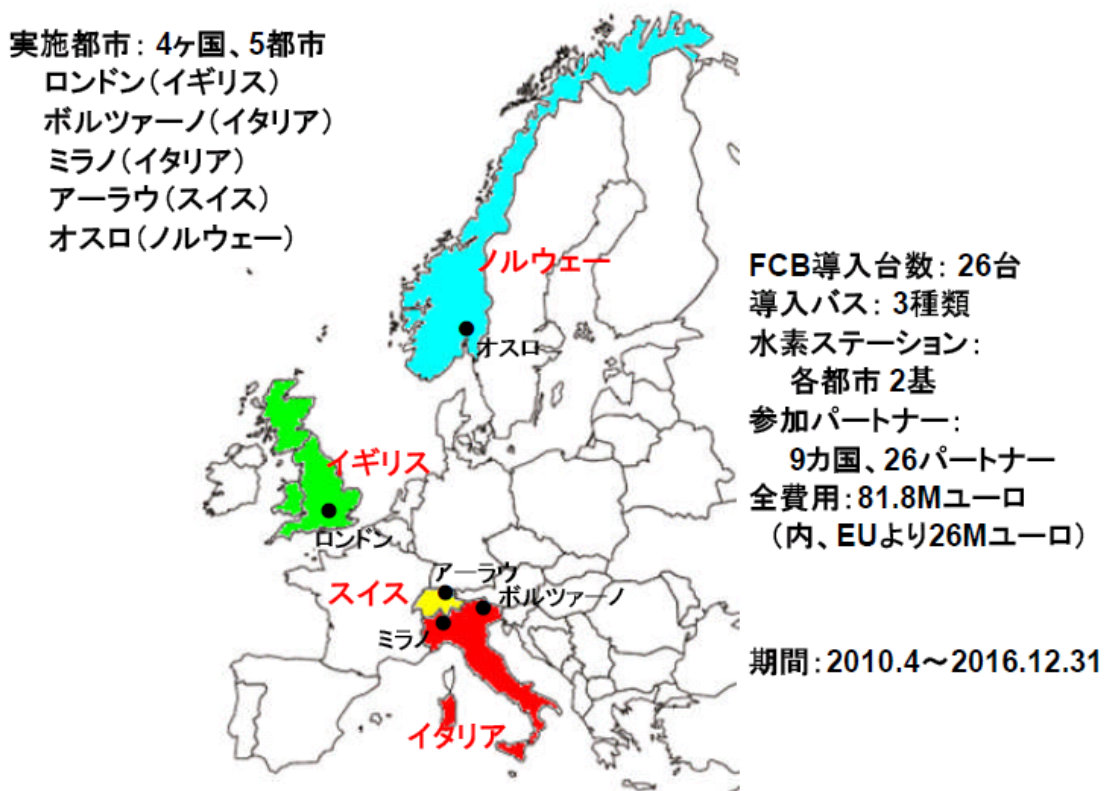 実施都市：4ヶ国、5都市
ロンドン（イギリス）
ボルツァーノ（イタリア）
ミラノ（イタリア）
アーラウ（スイス）
オスロ（ノルウェー）
ノルウェー
オスロ
イギリス
ロンドン
アーラウ
スイス
ボルツァーノ
ミラノ
イタリア
FCB導入台数：26台
導入バス：3種類
水素ステーション：
各都市 2基
参加パートナー：
9カ国、26パートナー
全費用：81.8Mユーロ
（内、EUより26Mユーロ）
期間：2010.4～2016.12.31